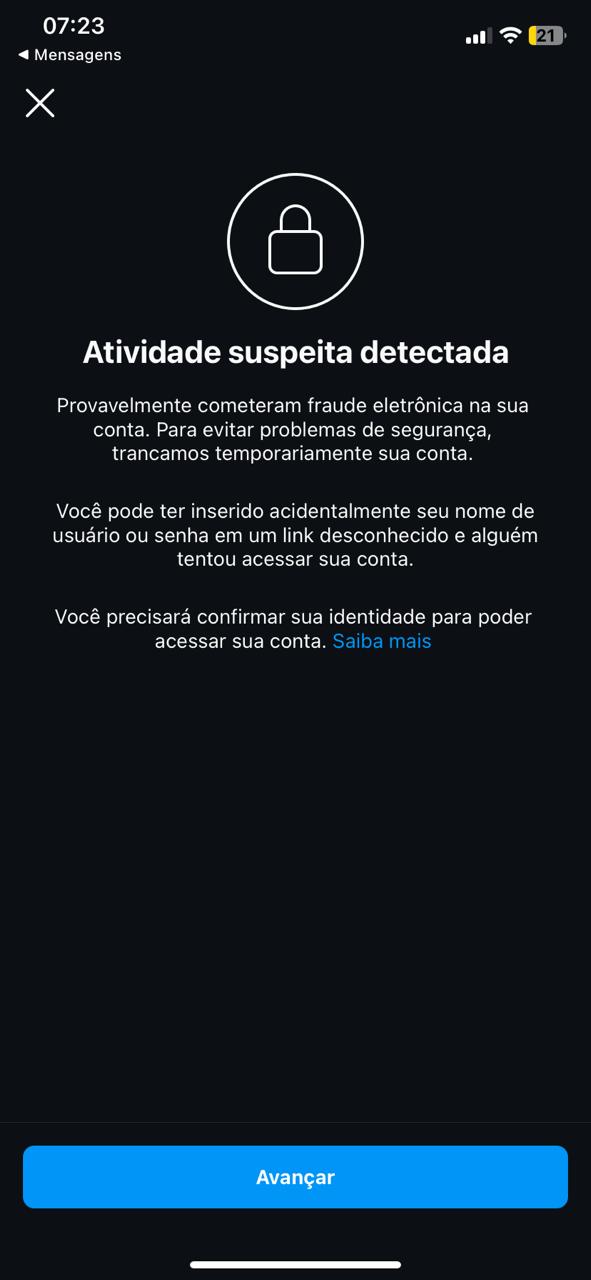 07:23
21
◀ Mensagens
Atividade suspeita detectada
Provavelmente cometeram fraude eletrônica na sua
conta. Para evitar problemas de segurança,
trancamos temporariamente sua conta.
Você pode ter inserido acidentalmente seu nome de
usuário ou senha em um link desconhecido e alguém
tentou acessar sua conta.
Você precisará confirmar sua identidade para poder
acessar sua conta. Saiba mais
Avançar